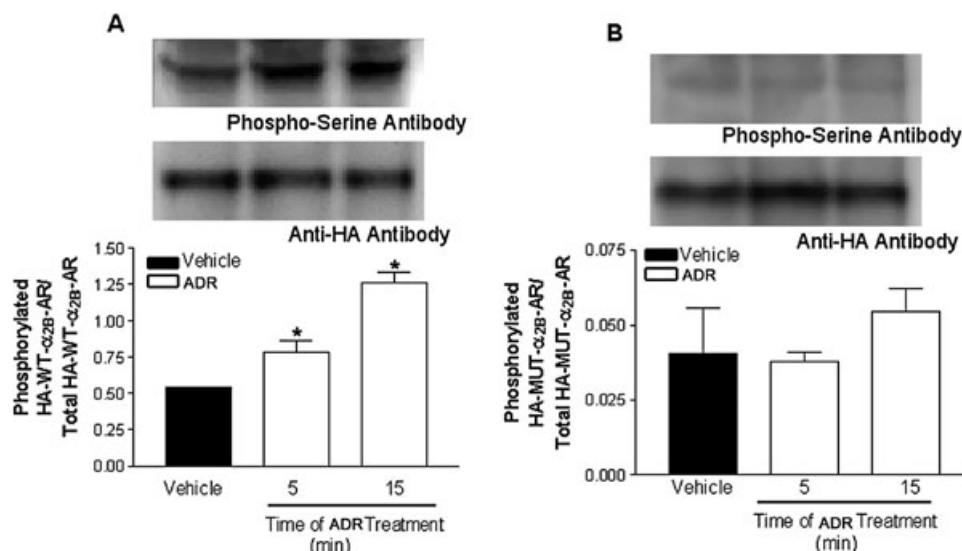 A
Phospho-Serine Antibody
Anti-HA Antibody
Phosphorylated
HA-WT-α2B-AR/
Total HA-WT-α2B-AR
1.50
1.25
1.00
0.75
0.50
0.25
0.00
Vehicle
ADR
*
*
Vehicle
5
15
Time of ADR Treatment
(min)
B
Phospho-Serine Antibody
Anti-HA Antibody
Phosphorylated
HA-MUT-α2B-AR/
Total HA-MUT-α2B-AR
0.075
0.050
0.025
0.000
Vehicle
ADR
Vehicle
5
15
Time of ADR Treatment
(min)